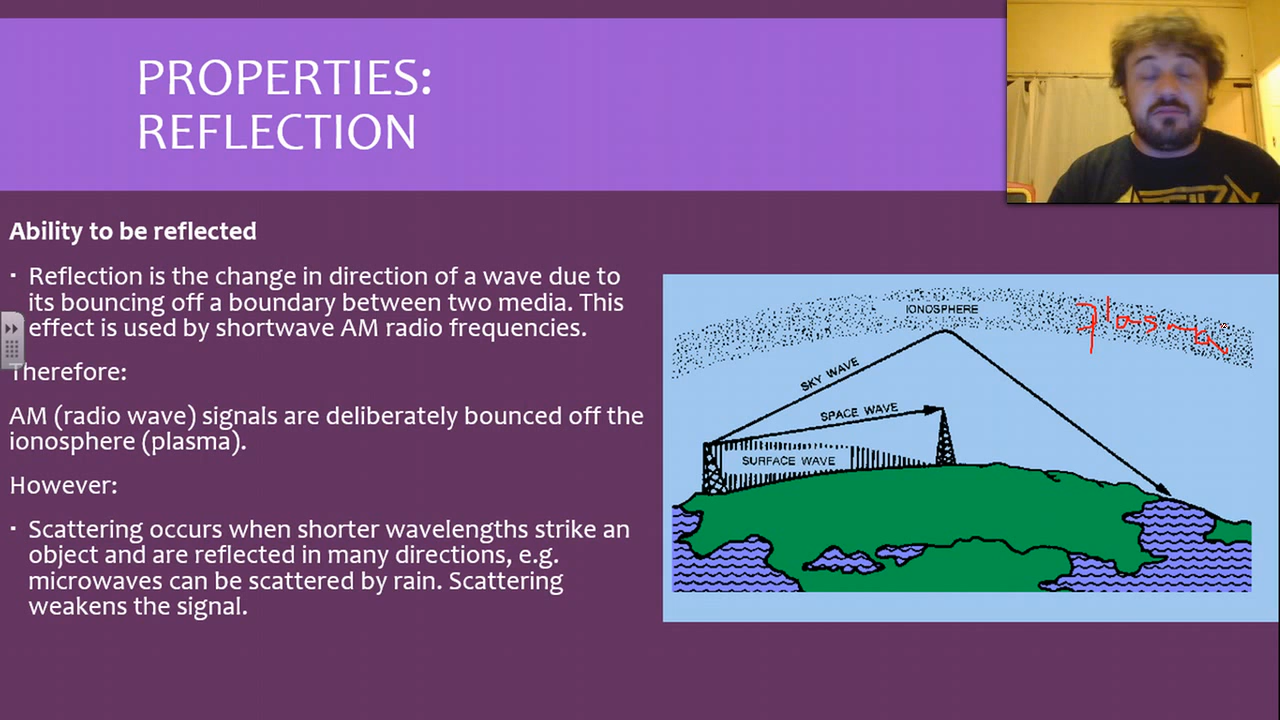 PROPERTIES:
REFLECTION
Ability to be reflected
▪ Reflection is the change in direction of a wave due to
its bouncing off a boundary between two media. This
effect is used by shortwave AM radio frequencies.
Therefore:
AM (radio wave) signals are deliberately bounced off the
ionosphere (plasma).
However:
▪ Scattering occurs when shorter wavelengths strike an
object and are reflected in many directions, e.g.
microwaves can be scattered by rain. Scattering
weakens the signal.
IONOSPHERE
Plasma
SKY WAVE
SPACE WAVE
SURFACE WAVE